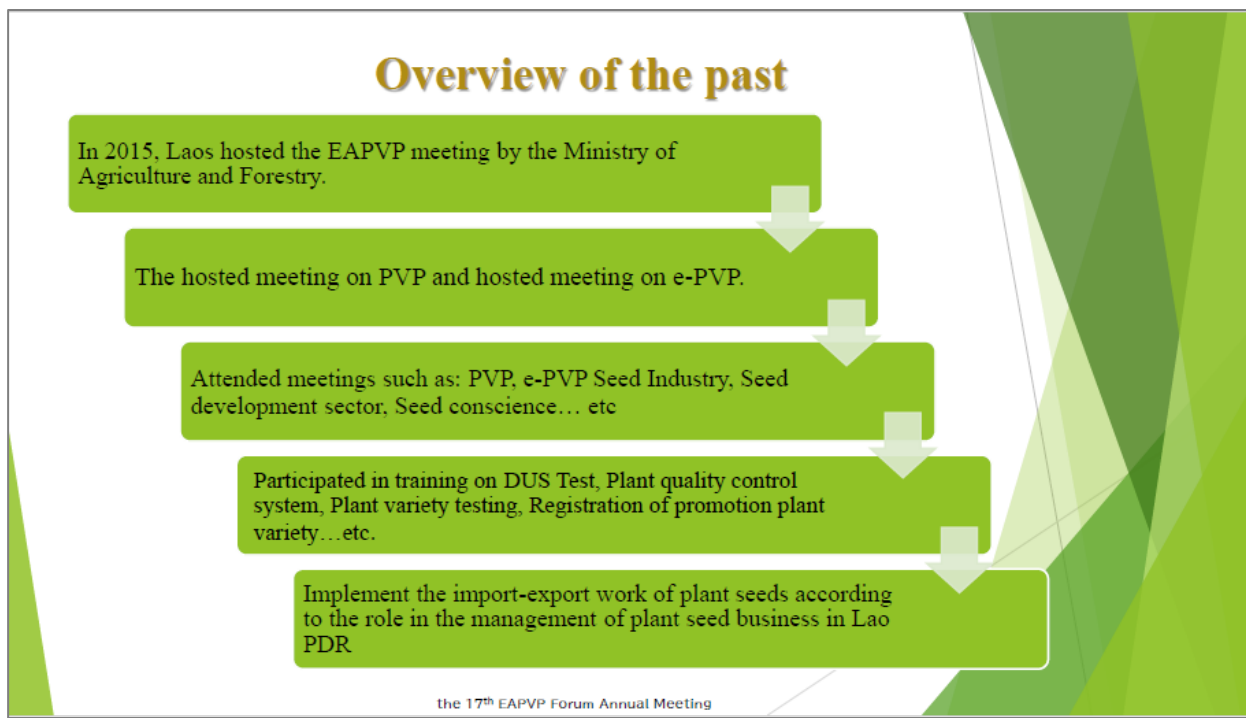 Overview of the past
In 2015, Laos hosted the EAPVP meeting by the Ministry of
Agriculture and Forestry.
The hosted meeting on PVP and hosted meeting on e-PVP.
Attended meetings such as: PVP, e-PVP Seed Industry, Seed
development sector, Seed conscience… etc
Participated in training on DUS Test, Plant quality control
system, Plant variety testing, Registration of promotion plant
variety…etc.
Implement the import-export work of plant seeds according
to the role in the management of plant seed business in Lao
PDR
the 17th EAPVP Forum Annual Meeting